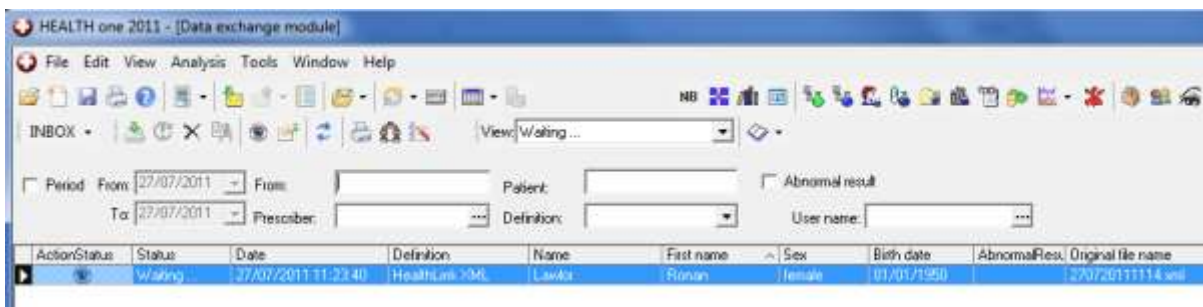 HEALTH one 2011 - [Data exchange module]
File Edit View Analysis Tools Window Help
NB
INBOX View: Waiting ...
Period From: 27/07/2011 From: Patient: Abnormal result
To: 27/07/2011 Prescriber: ... Definition: User name: ...
ActionStatus Status Date Definition Name First name Sex Birth date AbnormalResu Original file name
Waiting... 27/07/2011 11:23:40 HealthLink XML Lawlor Ronan female 01/01/1950 270720111114.xml